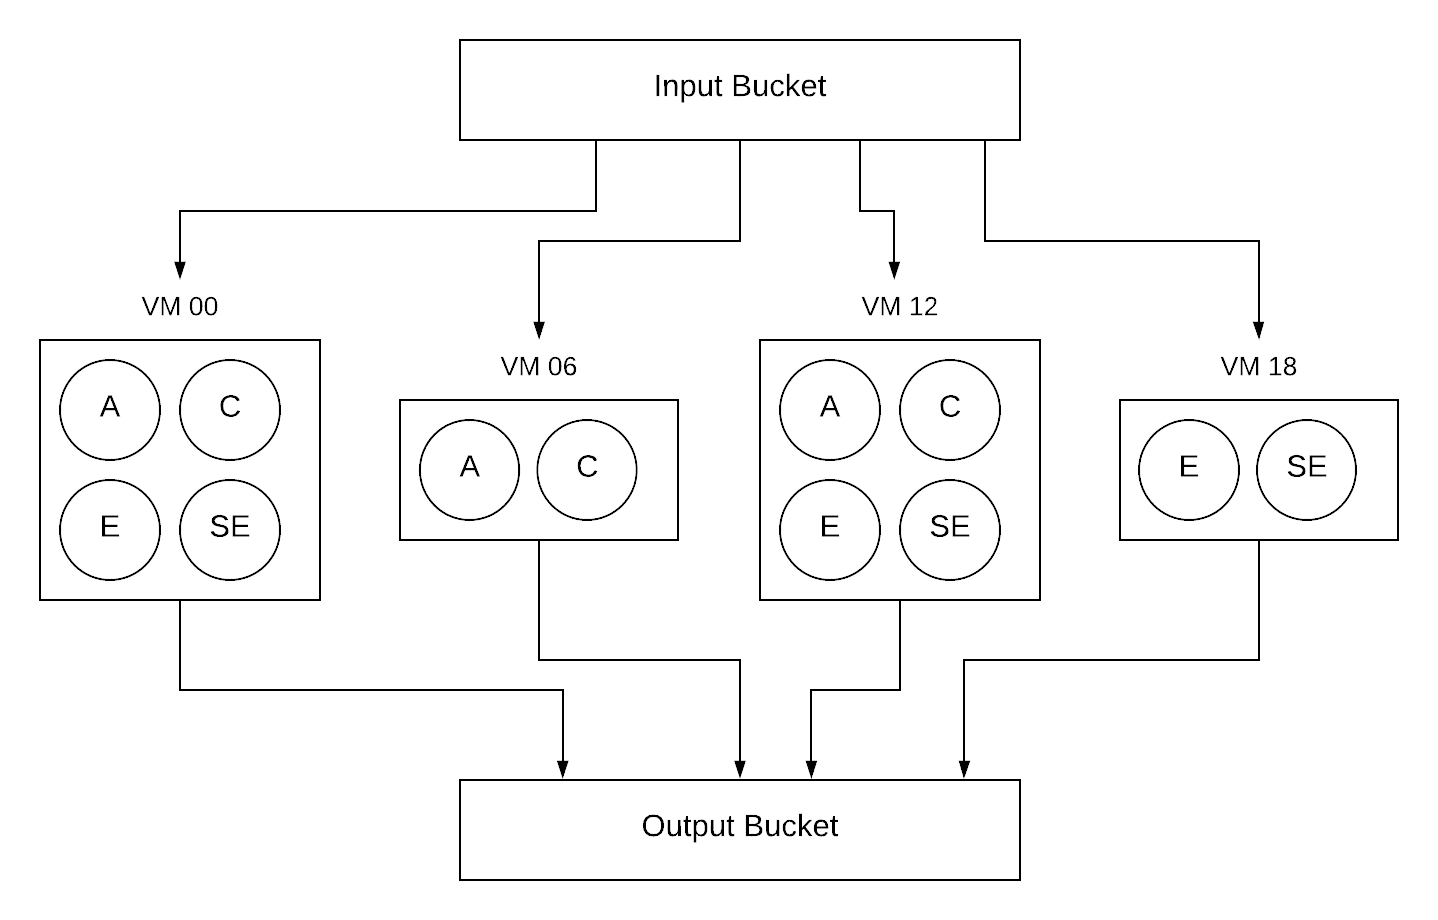 Input Bucket
VM 00
VM 12
VM 06
VM 18
A C
E SE
A C
A C
E SE
E SE
Output Bucket